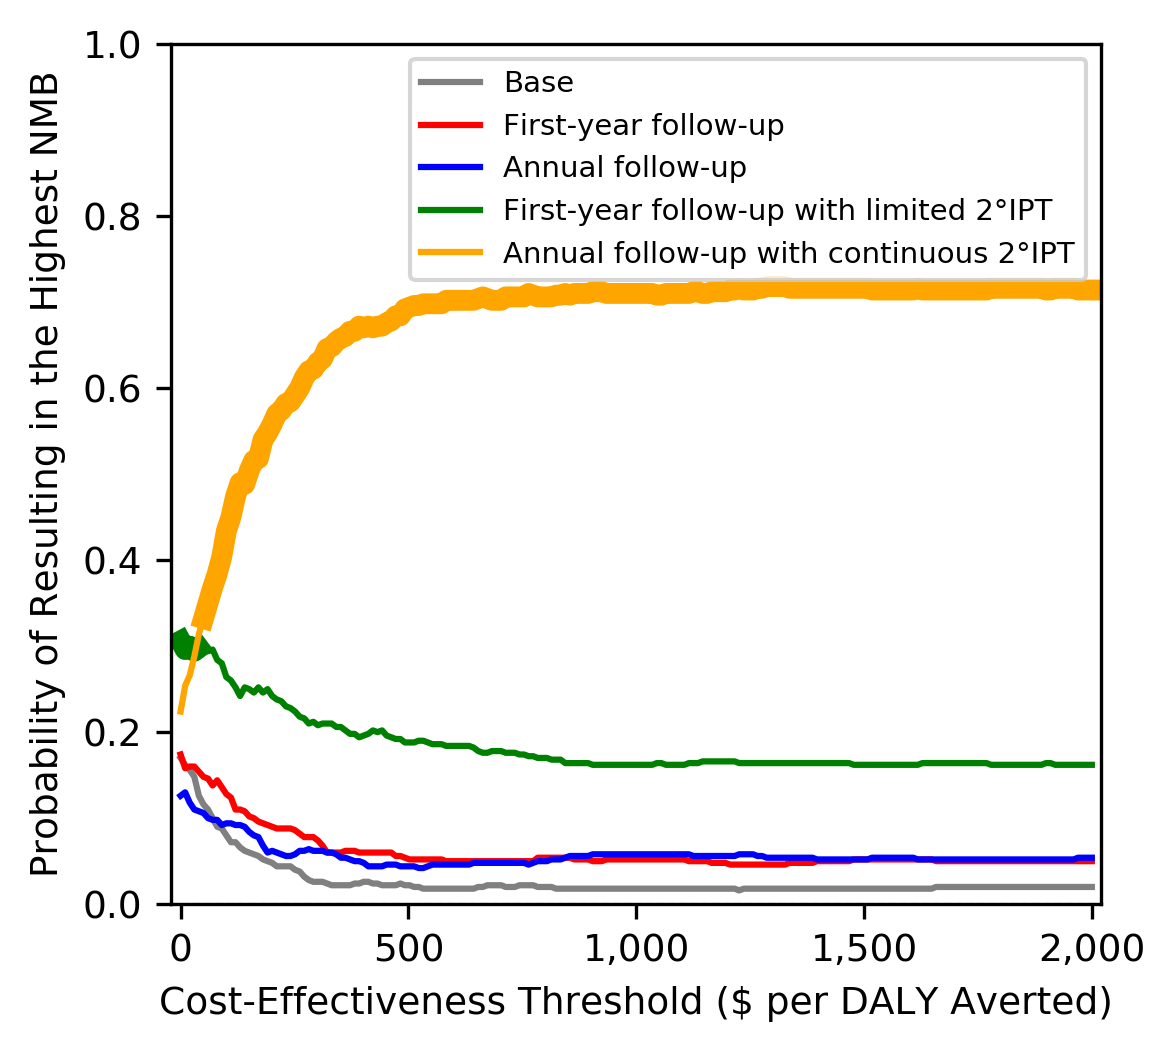 Probability of Resulting in the Highest NMB
1.0
0.8
0.6
0.4
0.2
0.0
Base
First-year follow-up
Annual follow-up
First-year follow-up with limited 2°IPT
Annual follow-up with continuous 2°IPT
0 500 1,000 1,500 2,000
Cost-Effectiveness Threshold ($ per DALY Averted)